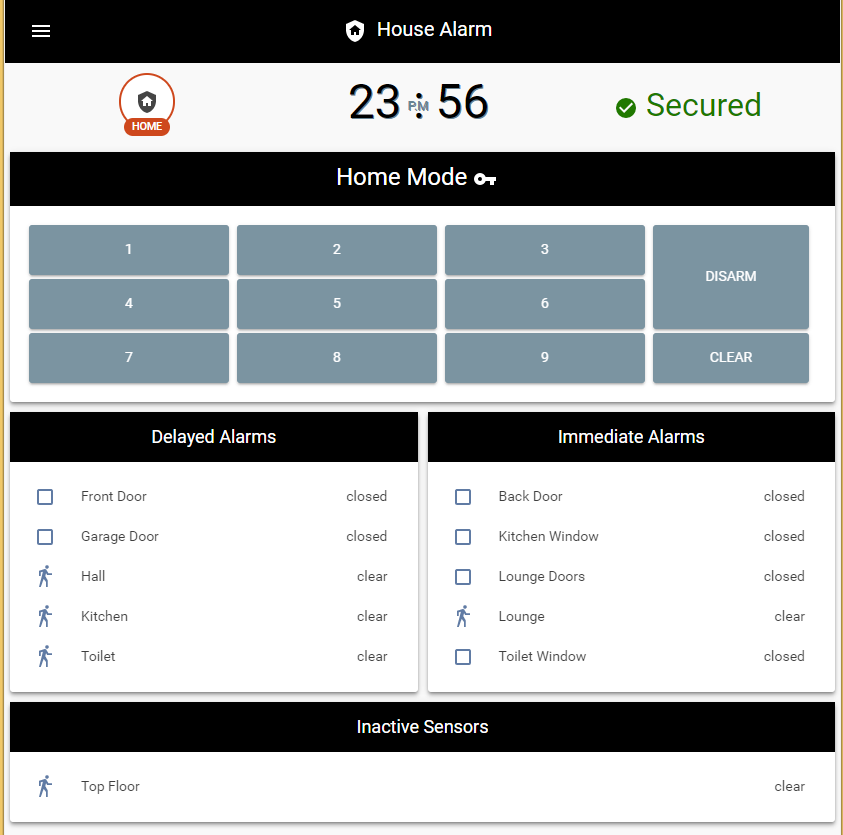 House Alarm
HOME
23 PM : 56
Secured
Home Mode
1 2 3 DISARM
4 5 6
7 8 9 CLEAR
Delayed Alarms
Front Door closed
Garage Door closed
Hall clear
Kitchen clear
Toilet clear
Immediate Alarms
Back Door closed
Kitchen Window closed
Lounge Doors closed
Lounge clear
Toilet Window closed
Inactive Sensors
Top Floor clear